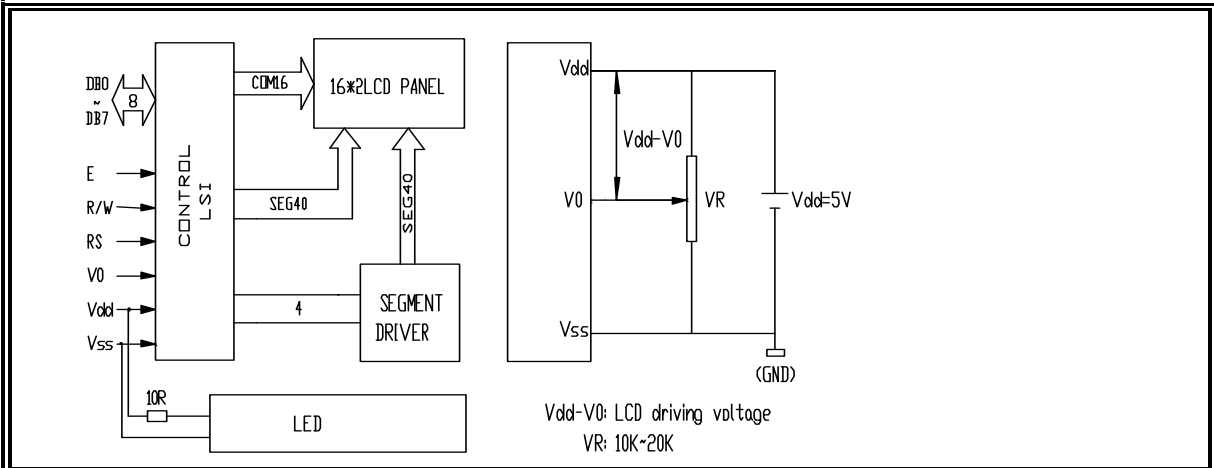 DB0
~
DB7
8
E
R/W
RS
V0
Vdd
Vss
CONTROL
LSI
COM16
16*2LCD PANEL
SEG40
SEG40
4
SEGMENT
DRIVER
10R
LED
Vdd
Vdd-V0
V0
VR
Vdd=5V
Vss
(GND)
Vdd-V0: LCD driving voltage
VR: 10K~20K